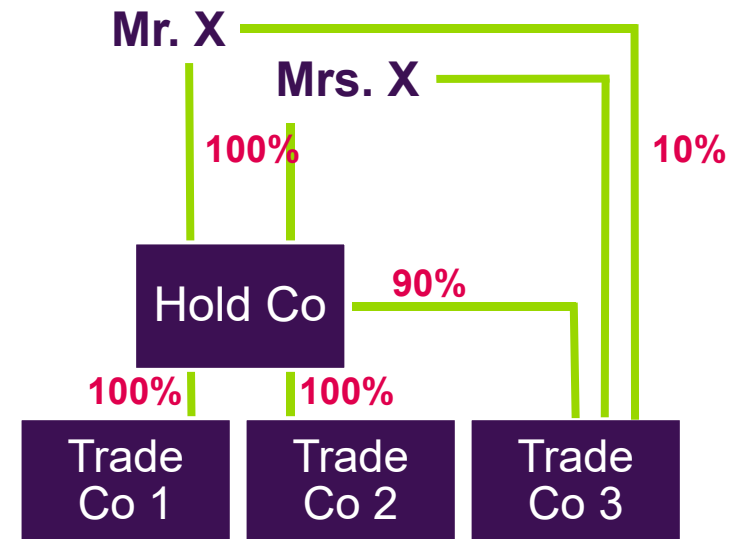 Mr. X
Mrs. X
100%
10%
Hold Co
90%
100%
100%
Trade
Co 1
Trade
Co 2
Trade
Co 3